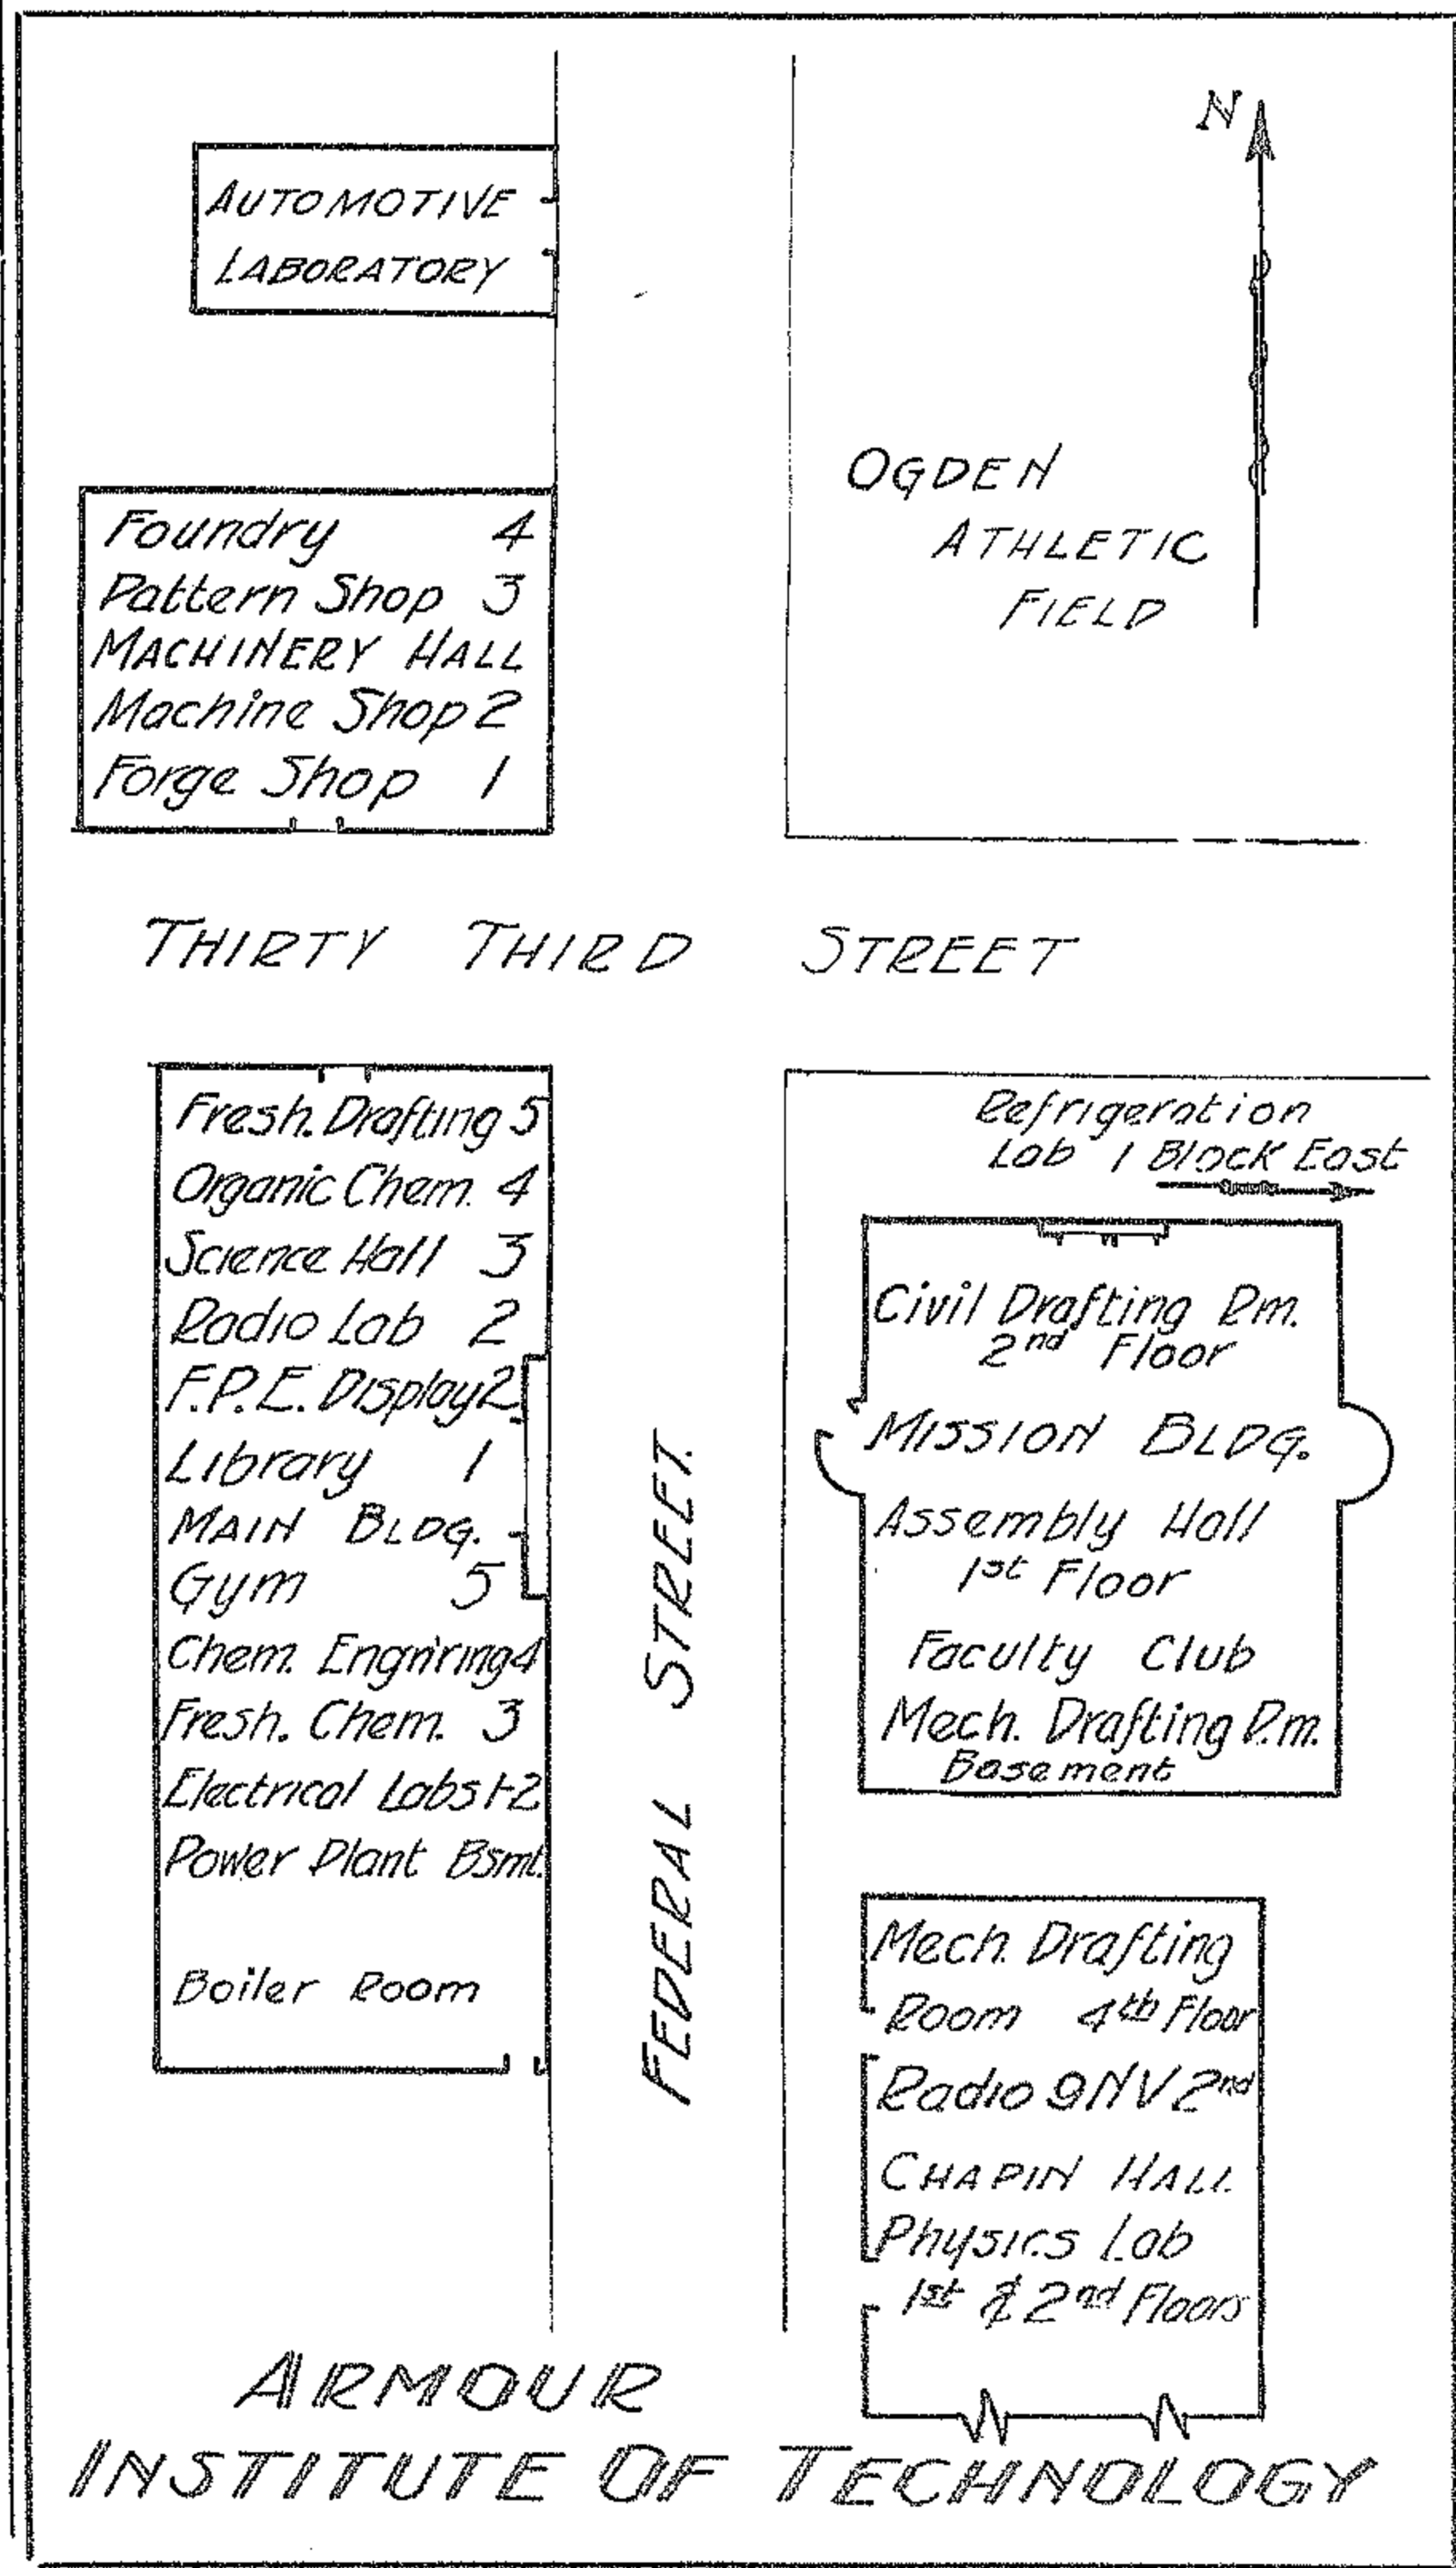 N
AUTOMOTIVE
LABORATORY
OGDEN
ATHLETIC
FIELD
Foundry 4
Pattern Shop 3
MACHINERY HALL
Machine Shop 2
Forge Shop 1
THIRTY THIRD STREET
Fresh. Drafting 5
Organic Chem. 4
Science Hall 3
Radio Lab 2
F.P.E. Display 2
Library 1
MAIN BLDG.
Gym 5
Chem. Engn'ring 4
Fresh. Chem. 3
Electrical Labs 1-2
Power Plant Bsmt.
Boiler Room
FEDERAL STREET.
Refrigeration
Lab 1 Block East
Civil Drafting Rm.
2nd Floor
MISSION BLDG.
Assembly Hall
1st Floor
Faculty Club
Mech. Drafting Rm.
Basement
Mech. Drafting
Room 4th Floor
Radio 9NV 2nd
CHAPIN HALL
Physics Lab
1st & 2nd Floors
ARMOUR
INSTITUTE OF TECHNOLOGY